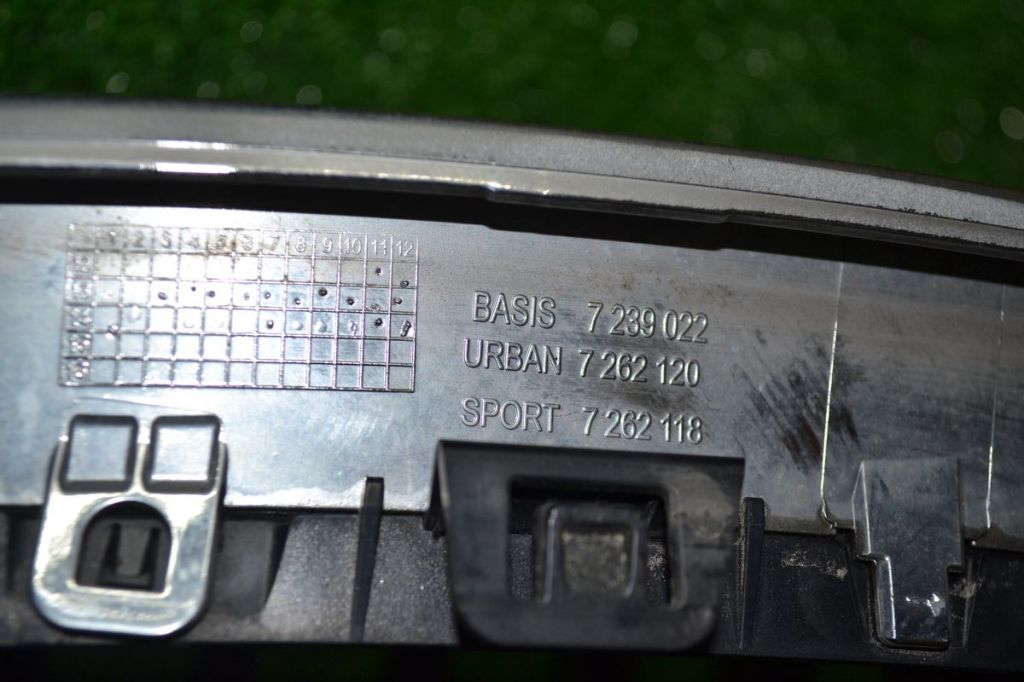 1 2 3 4 5 6 7 8 9 10 11 12
BASIS 7 239 022
URBAN 7 262 120
SPORT 7 262 118